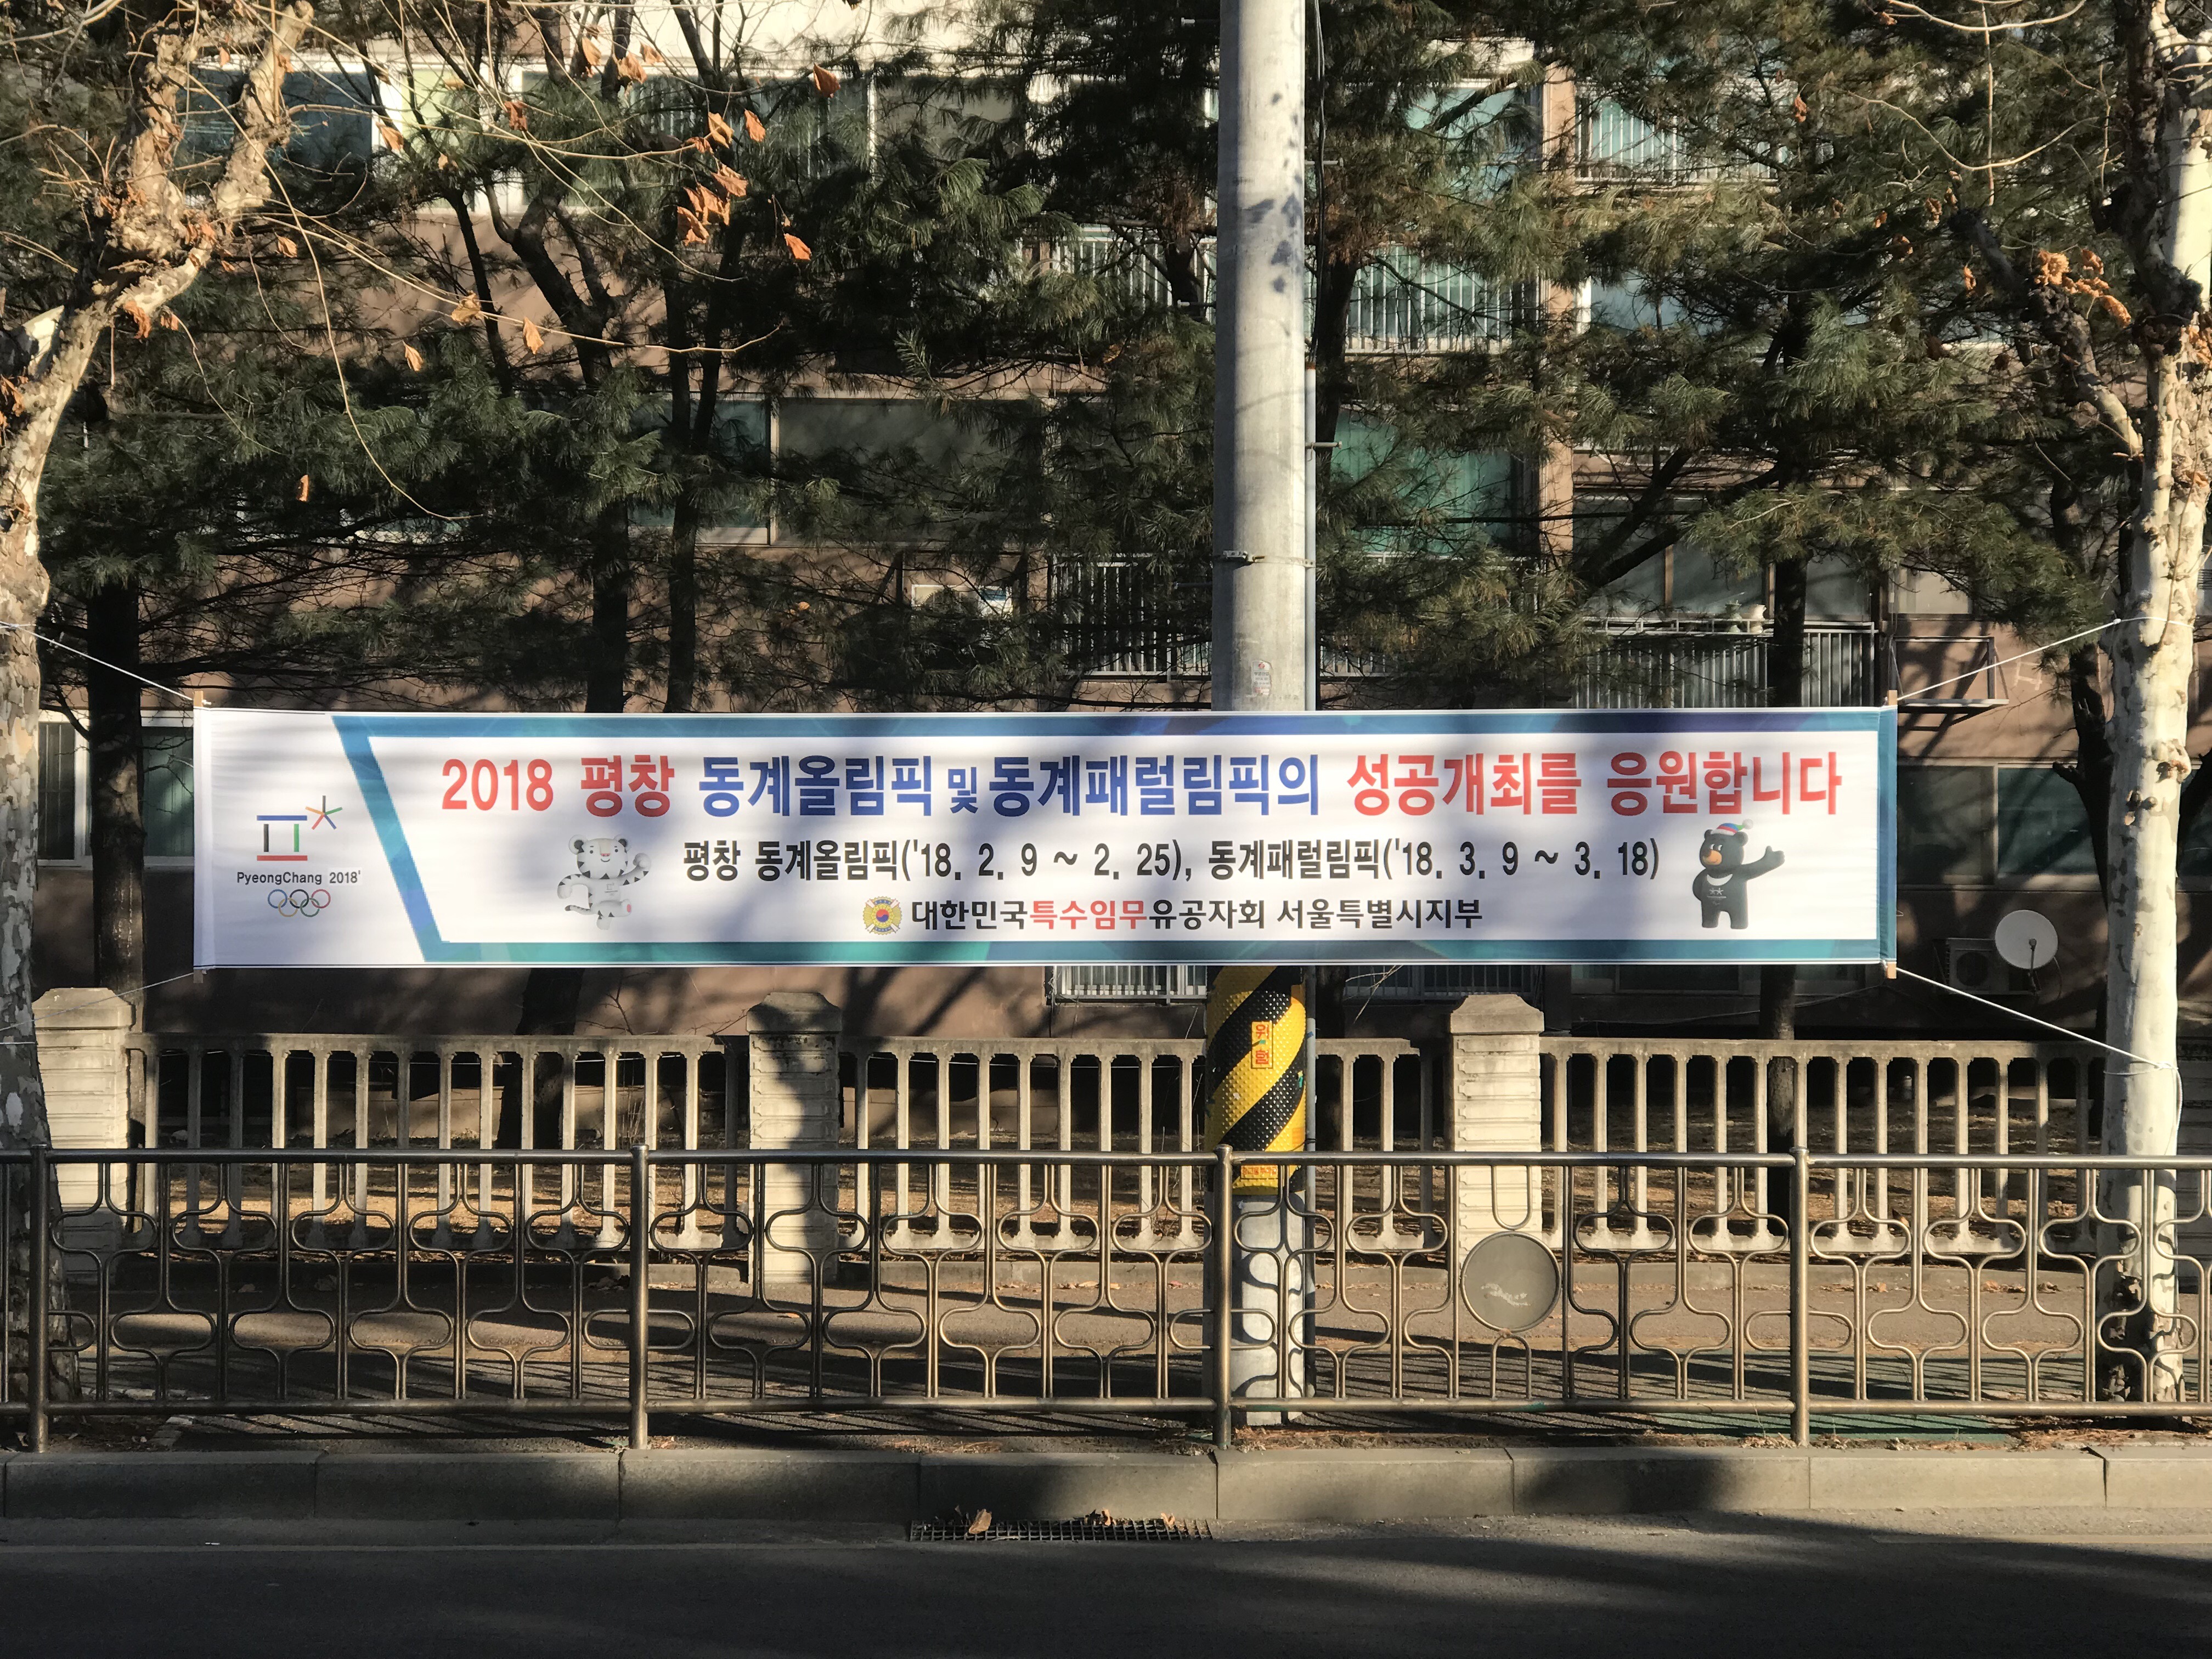 2018 평창 동계올림픽 및 동계패럴림픽의 성공개최를 응원합니다
평창 동계올림픽('18. 2. 9 ~ 2. 25), 동계패럴림픽('18. 3. 9 ~ 3. 18)
대한민국특수임무유공자회 서울특별시지부
PyeongChang 2018'
위험